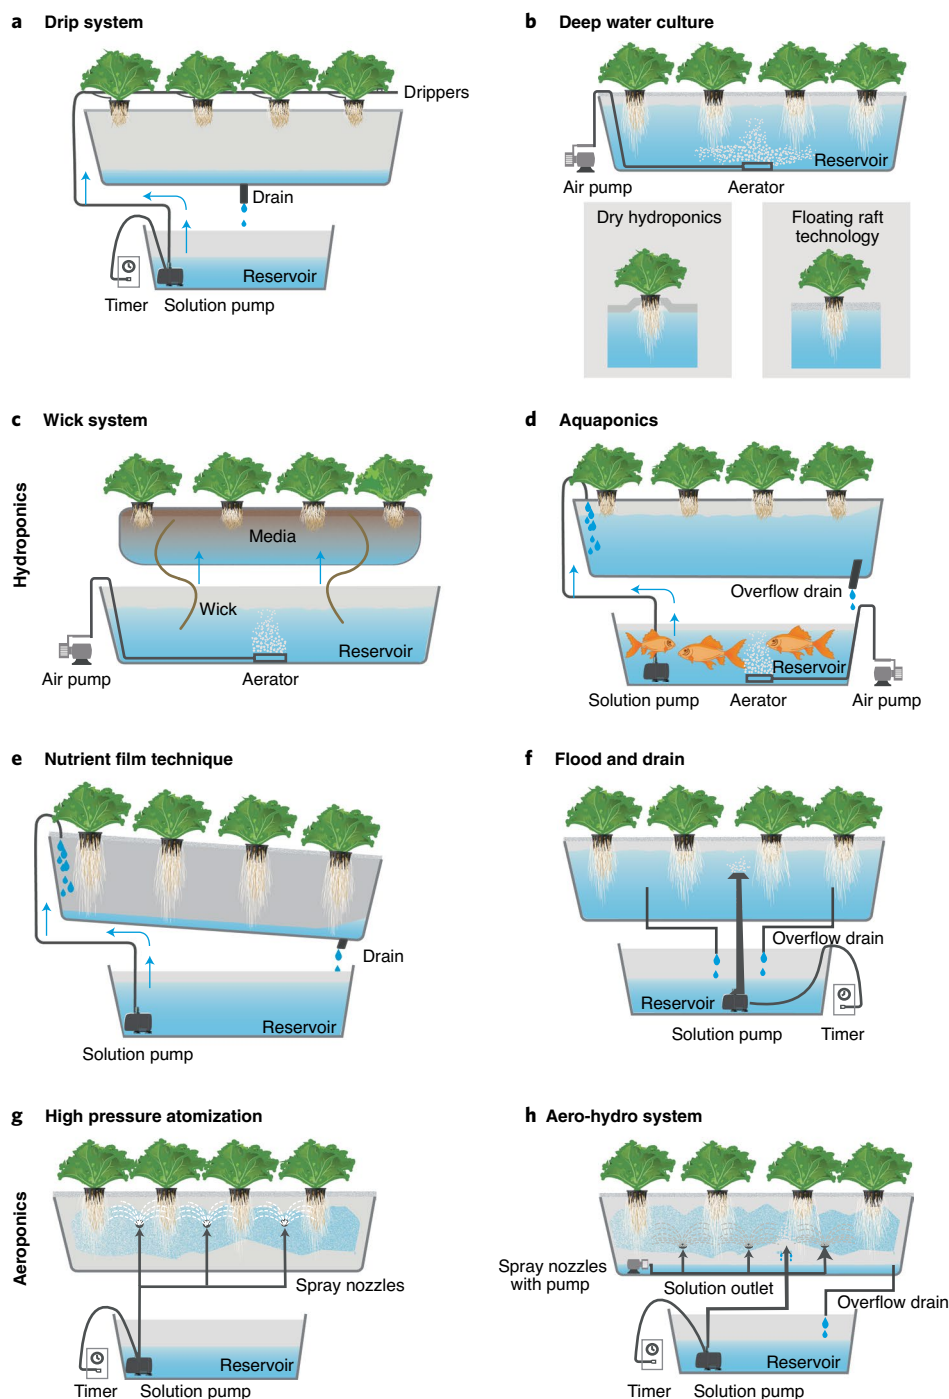 a Drip system
Drippers
Drain
Reservoir
Timer
Solution pump
b Deep water culture
Reservoir
Air pump
Aerator
Dry hydroponics
Floating raft
technology
Hydroponics
c Wick system
Media
Wick
Reservoir
Air pump
Aerator
d Aquaponics
Overflow drain
Reservoir
Solution pump
Aerator
Air pump
e Nutrient film technique
Drain
Reservoir
Solution pump
f Flood and drain
Overflow drain
Reservoir
Solution pump
Timer
Aeroponics
g High pressure atomization
Spray nozzles
Reservoir
Timer
Solution pump
h Aero-hydro system
Spray nozzles
with pump
Solution outlet
Overflow drain
Reservoir
Timer
Solution pump